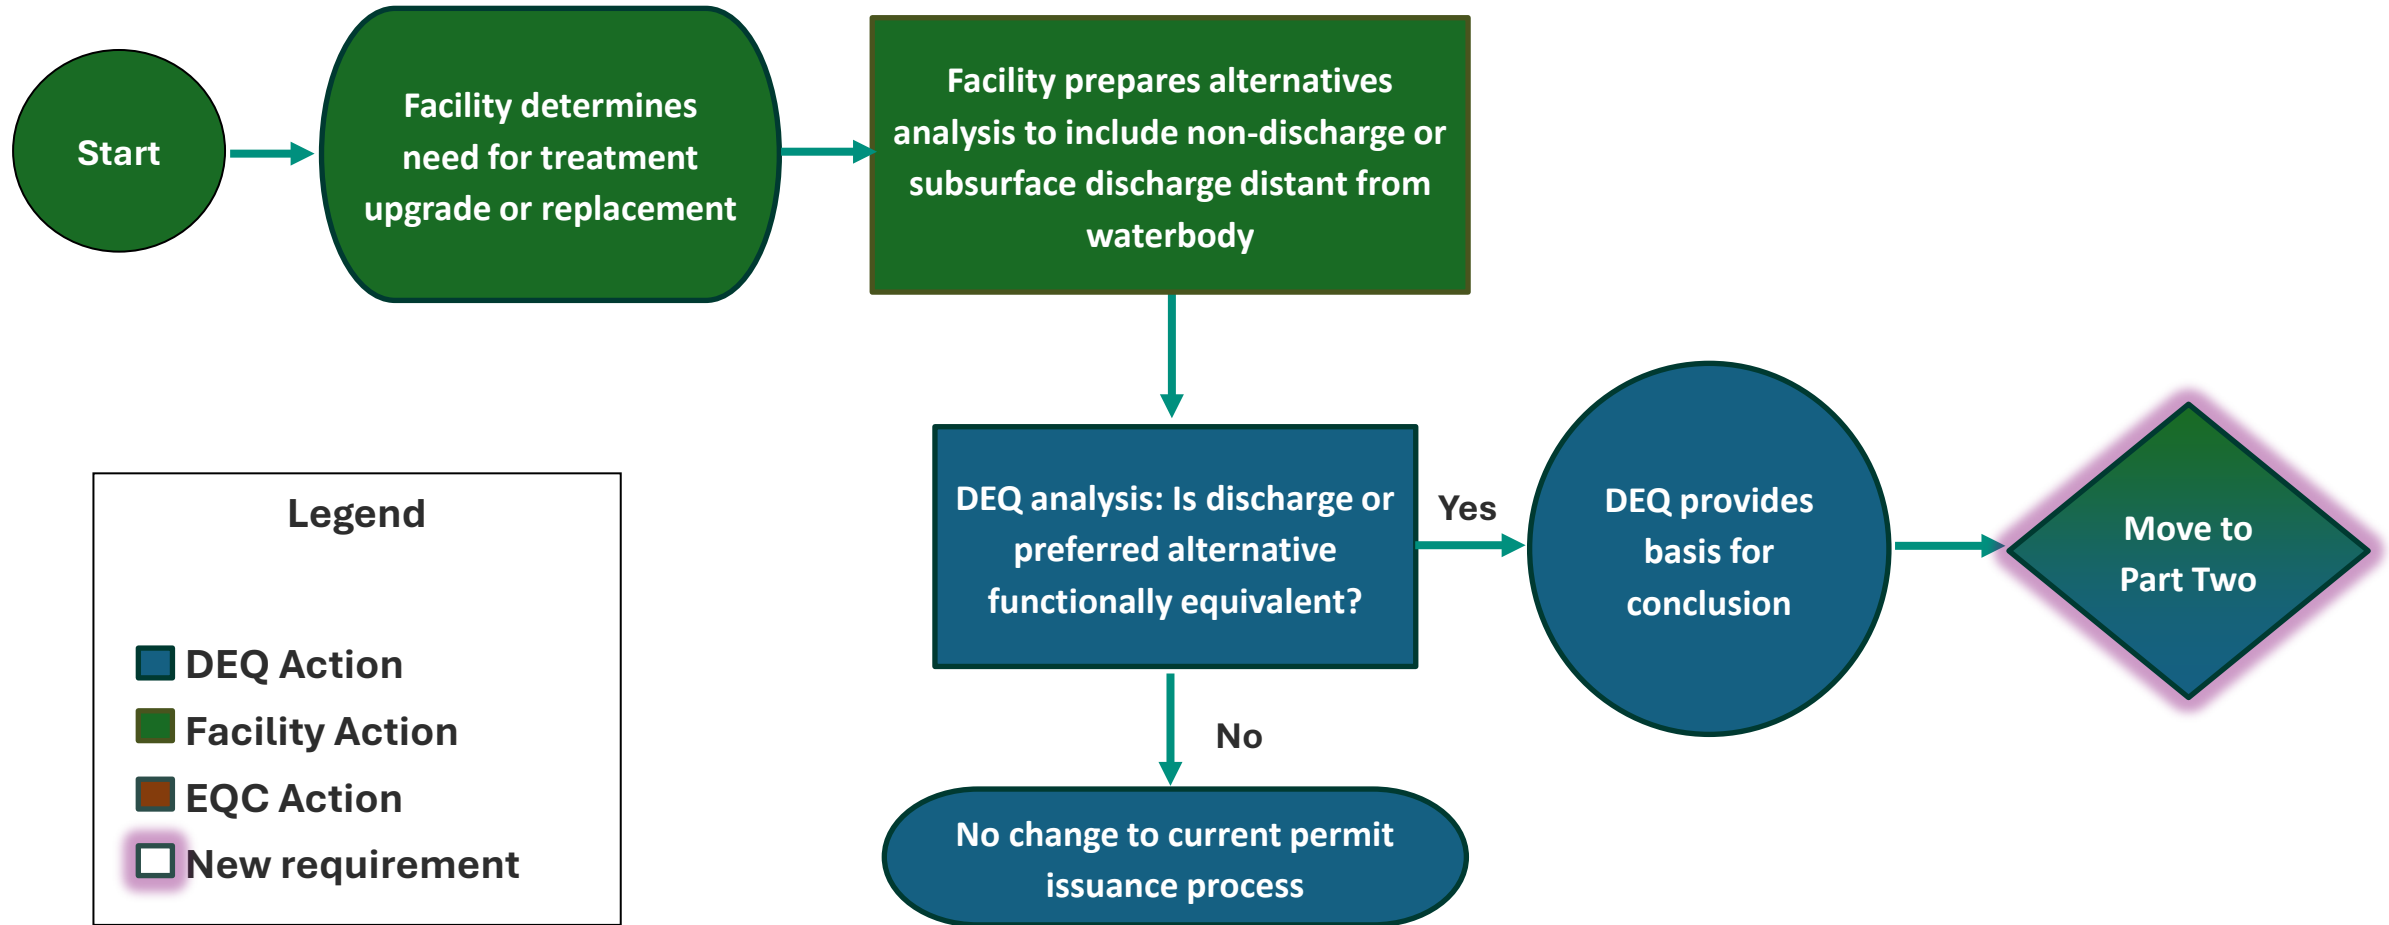 Start
Facility determines
need for treatment
upgrade or replacement
Facility prepares alternatives
analysis to include non-discharge or
subsurface discharge distant from
waterbody
DEQ analysis: Is discharge or
preferred alternative
functionally equivalent?
Yes
DEQ provides
basis for
conclusion
Move to
Part Two
No
No change to current permit
issuance process
Legend
DEQ Action
Facility Action
EQC Action
New requirement